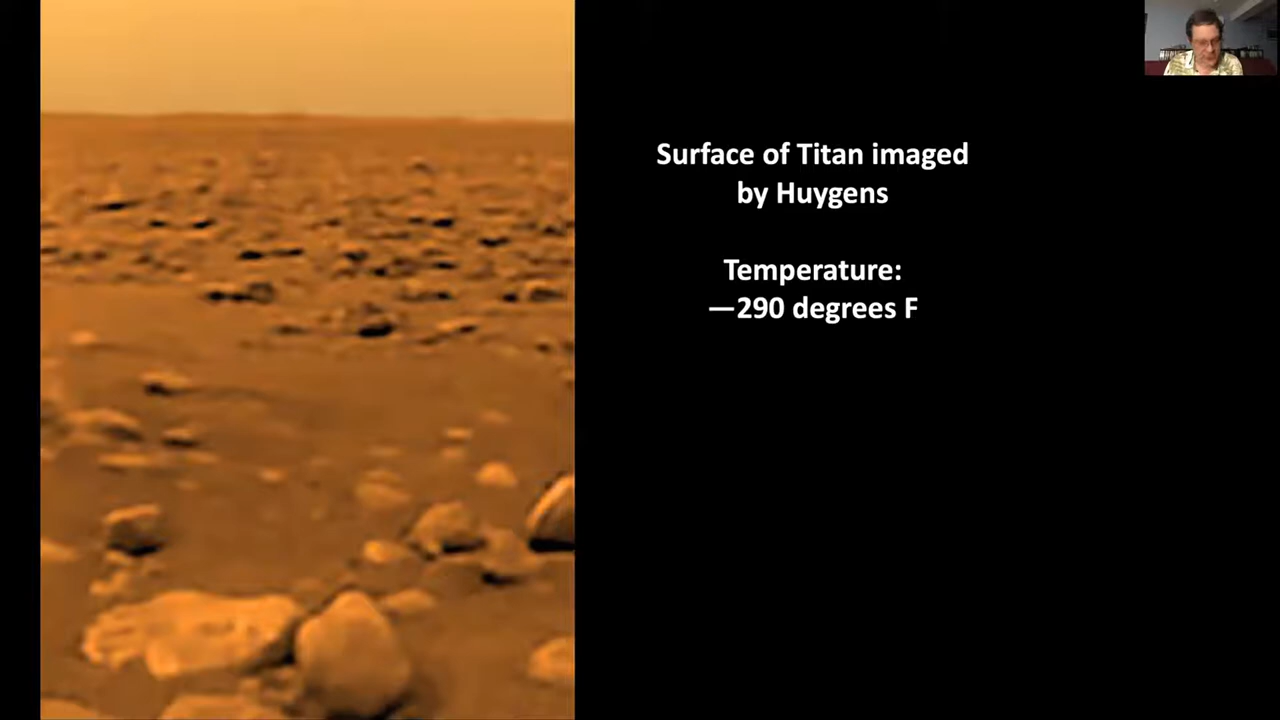 Surface of Titan imaged
by Huygens
Temperature:
—290 degrees F